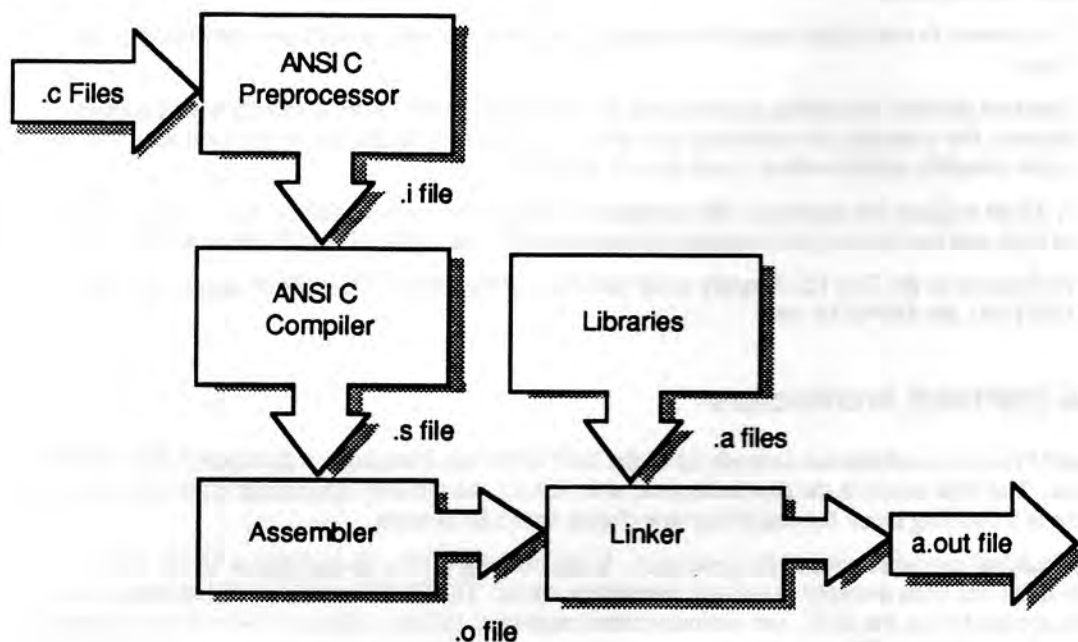 ANSI C
Preprocessor
.c Files
.i file
ANSI C
Compiler
Libraries
.s file
.a files
Assembler
Linker
a.out file
.o file